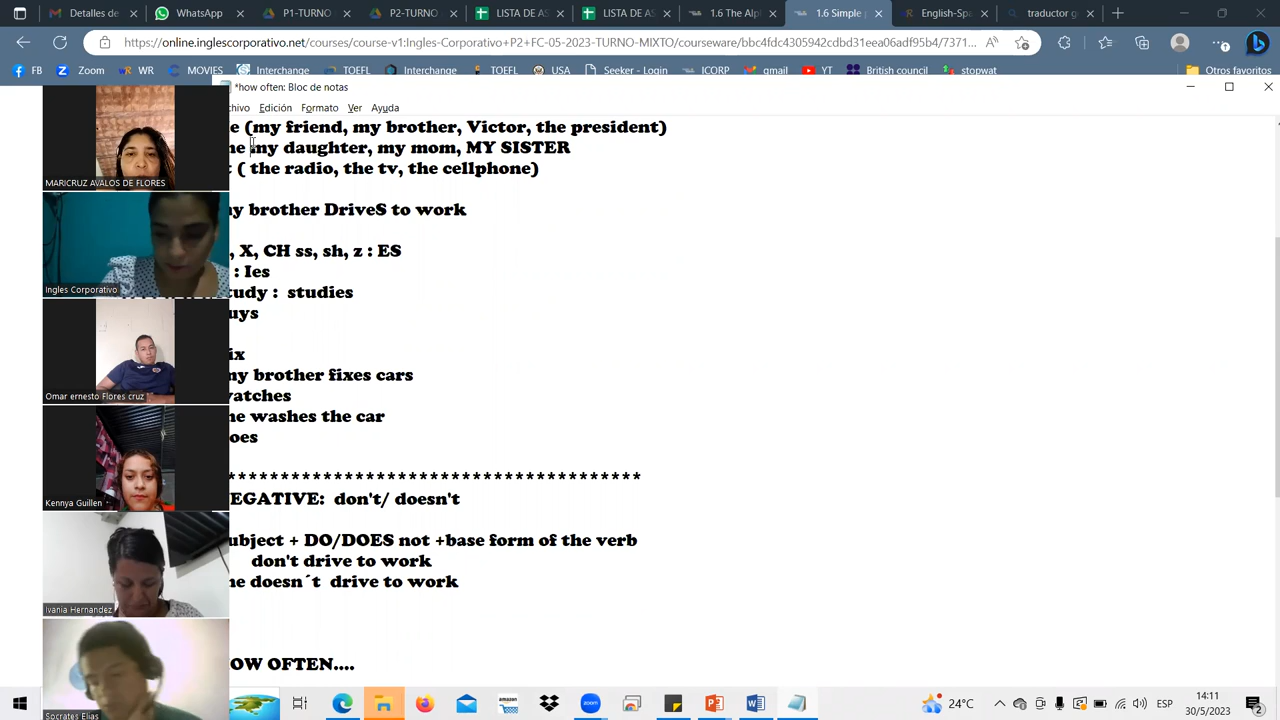 WhatsApp
P1-TURNO
P2-TURNO
LISTA DE AS
LISTA DE AS
1.6 The Alp
1.6 Simple
English-Spa
traductor g
https://online.inglescorporativo.net/courses/course-v1:Ingles-Corporativo+P2+FC-05-2023-TURNO-MIXTO/courseware/bbc4fdc4305942cdbd31eea06adf95b4/7371...
FB
Zoom
WR
MOVIES
Interchange
TOEFL
Interchange
TOEFL
USA
Seeker - Login
ICORP
gmail
YT
British council
stopwat
Otros favoritos
*how often: Bloc de notas
chivo Edición Formato Ver Ayuda
e (my friend, my brother, Victor, the president)
he my daughter, my mom, MY SISTER
t ( the radio, the tv, the cellphone)
my brother DriveS to work
, X, CH ss, sh, z : ES
: Ies
tudy : studies
uys
ix
my brother fixes cars
watches
he washes the car
oes
****************************************
NEGATIVE: don't/ doesn't
ubject + DO/DOES not +base form of the verb
don't drive to work
he doesn´t drive to work
HOW OFTEN....
MARICRUZ AVALOS DE FLORES
Ingles Corporativo
Omar ernesto Flores cruz
Kennya Guillen
Ivania Hernandez
Socrates Elias
24°C
ESP
14:11
30/5/2023
2